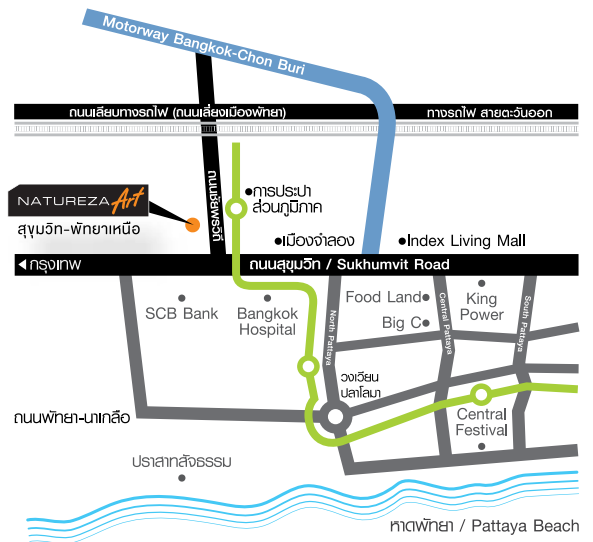 Motorway Bangkok-Chon Buri
ถนนเลียบทางรถไฟ (ถนนเลี่ยงเมืองพัทยา)
ทางรถไฟ สายตะวันออก
ถนนชัยพรวิถี
การประปา
ส่วนภูมิภาค
NATUREZA Art
สุขุมวิท-พัทยาเหนือ
เมืองจำลอง
Index Living Mall
กรุงเทพ
ถนนสุขุมวิท / Sukhumvit Road
SCB Bank
Bangkok
Hospital
North Pattaya
Food Land
Big C
Central Pattaya
King
Power
South Pattaya
วงเวียน
ปลาโลมา
ถนนพัทยา-นาเกลือ
Central
Festival
ปราสาทสัจธรรม
หาดพัทยา / Pattaya Beach